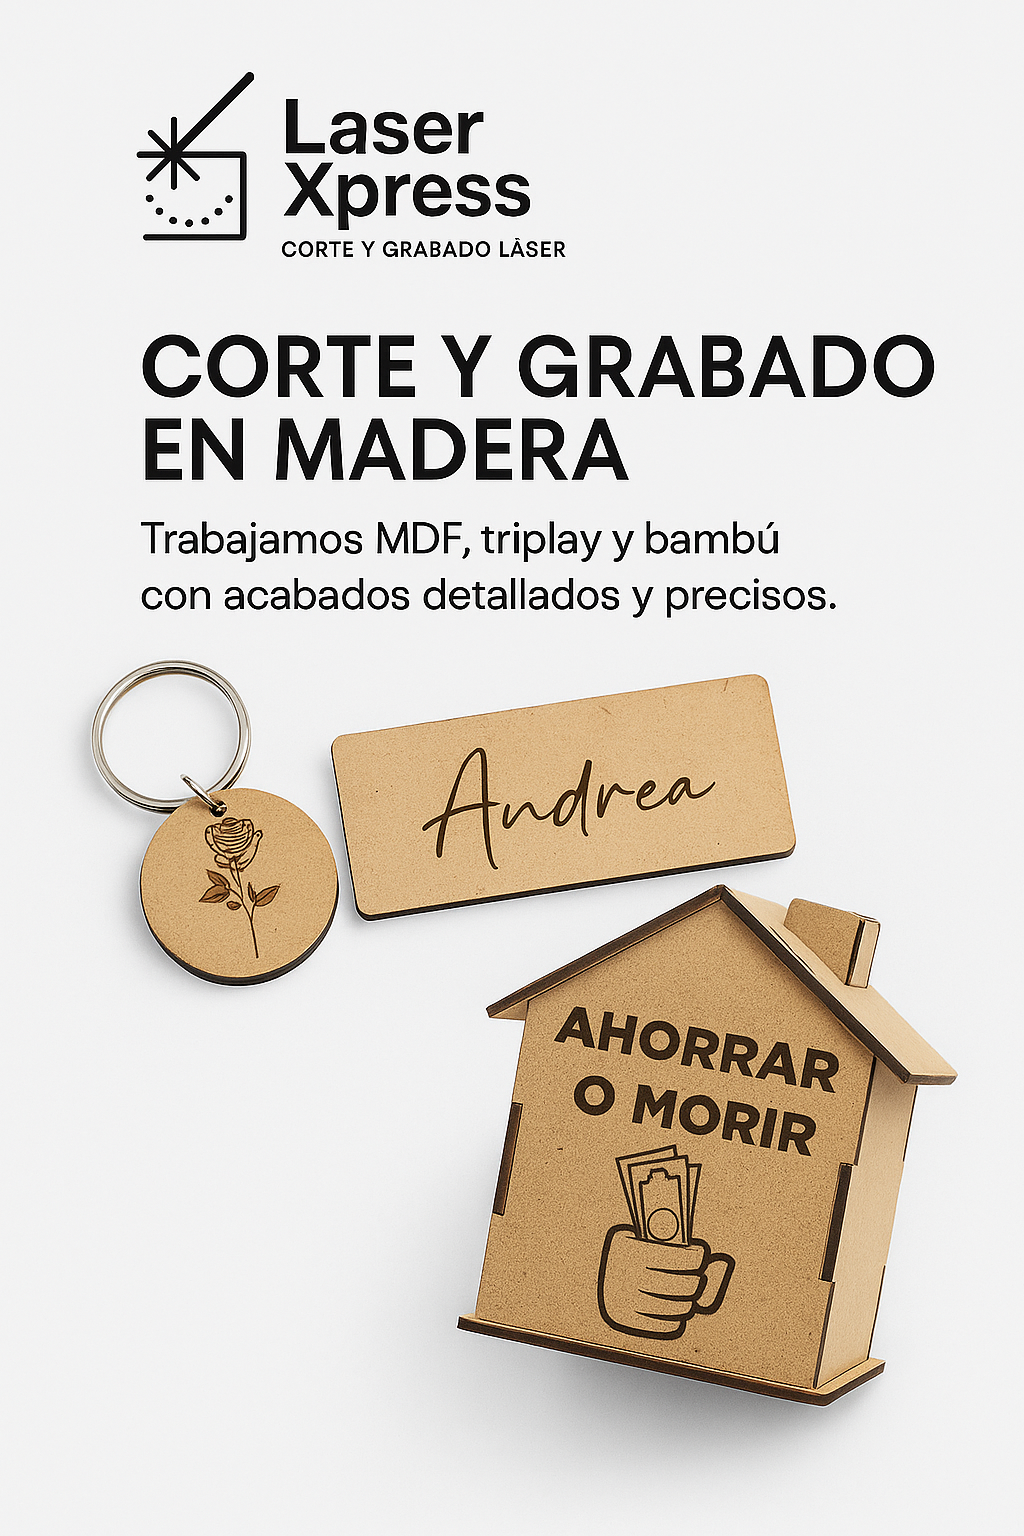 Laser
Xpress
CORTE Y GRABADO LÀSER
CORTE Y GRABADO
EN MADERA
Trabajamos MDF, triplay y bambú
con acabados detallados y precisos.
Andrea
AHORRAR
O MORIR